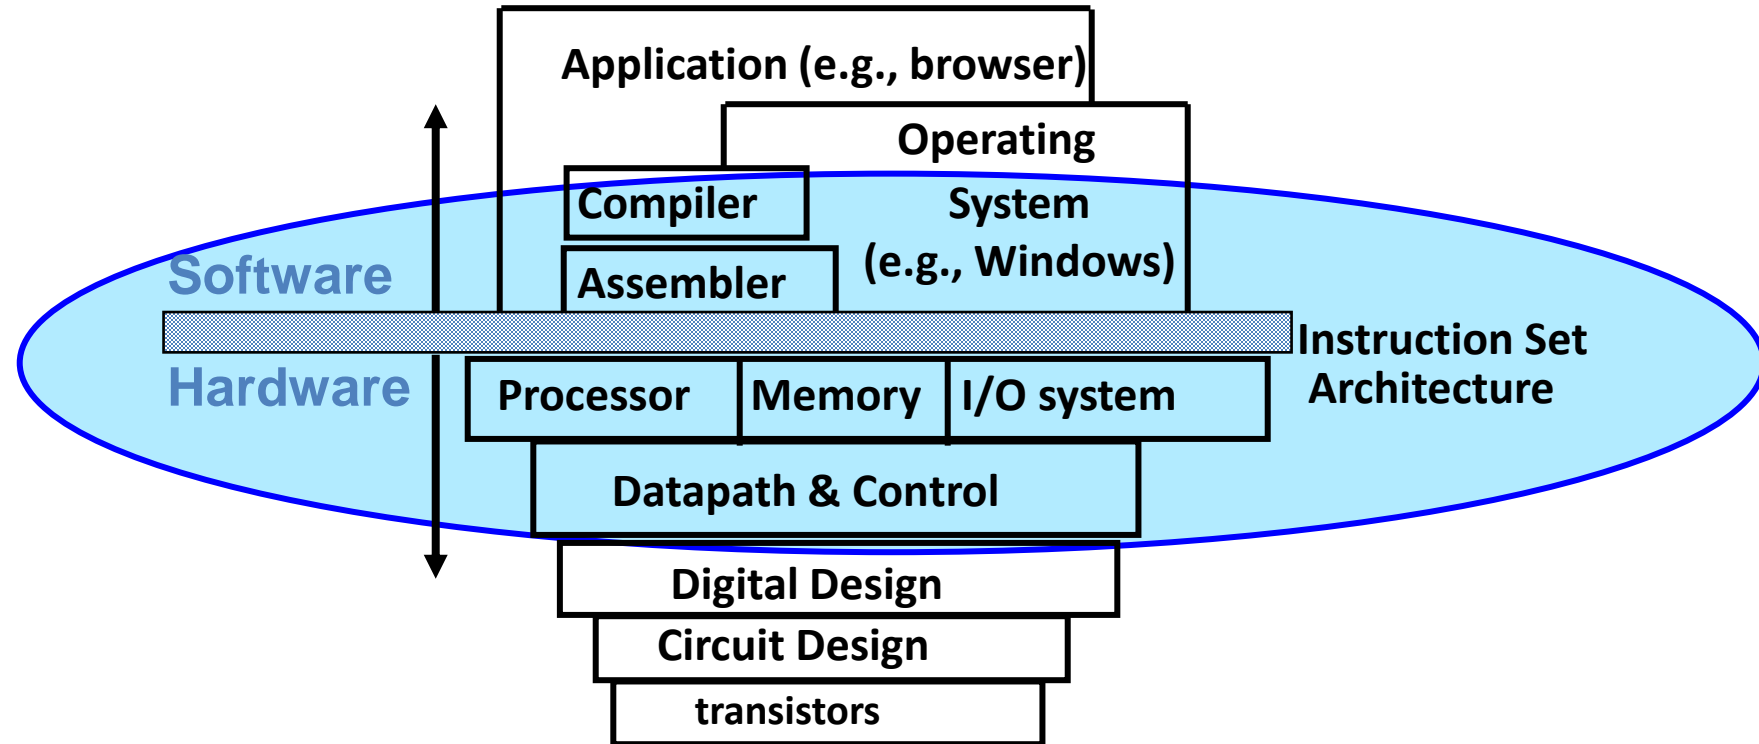 Application (e.g., browser)
Operating
System
(e.g., Windows)
Compiler
Assembler
Software
Hardware
Instruction Set
Architecture
Processor
Memory
I/O system
Datapath & Control
Digital Design
Circuit Design
transistors